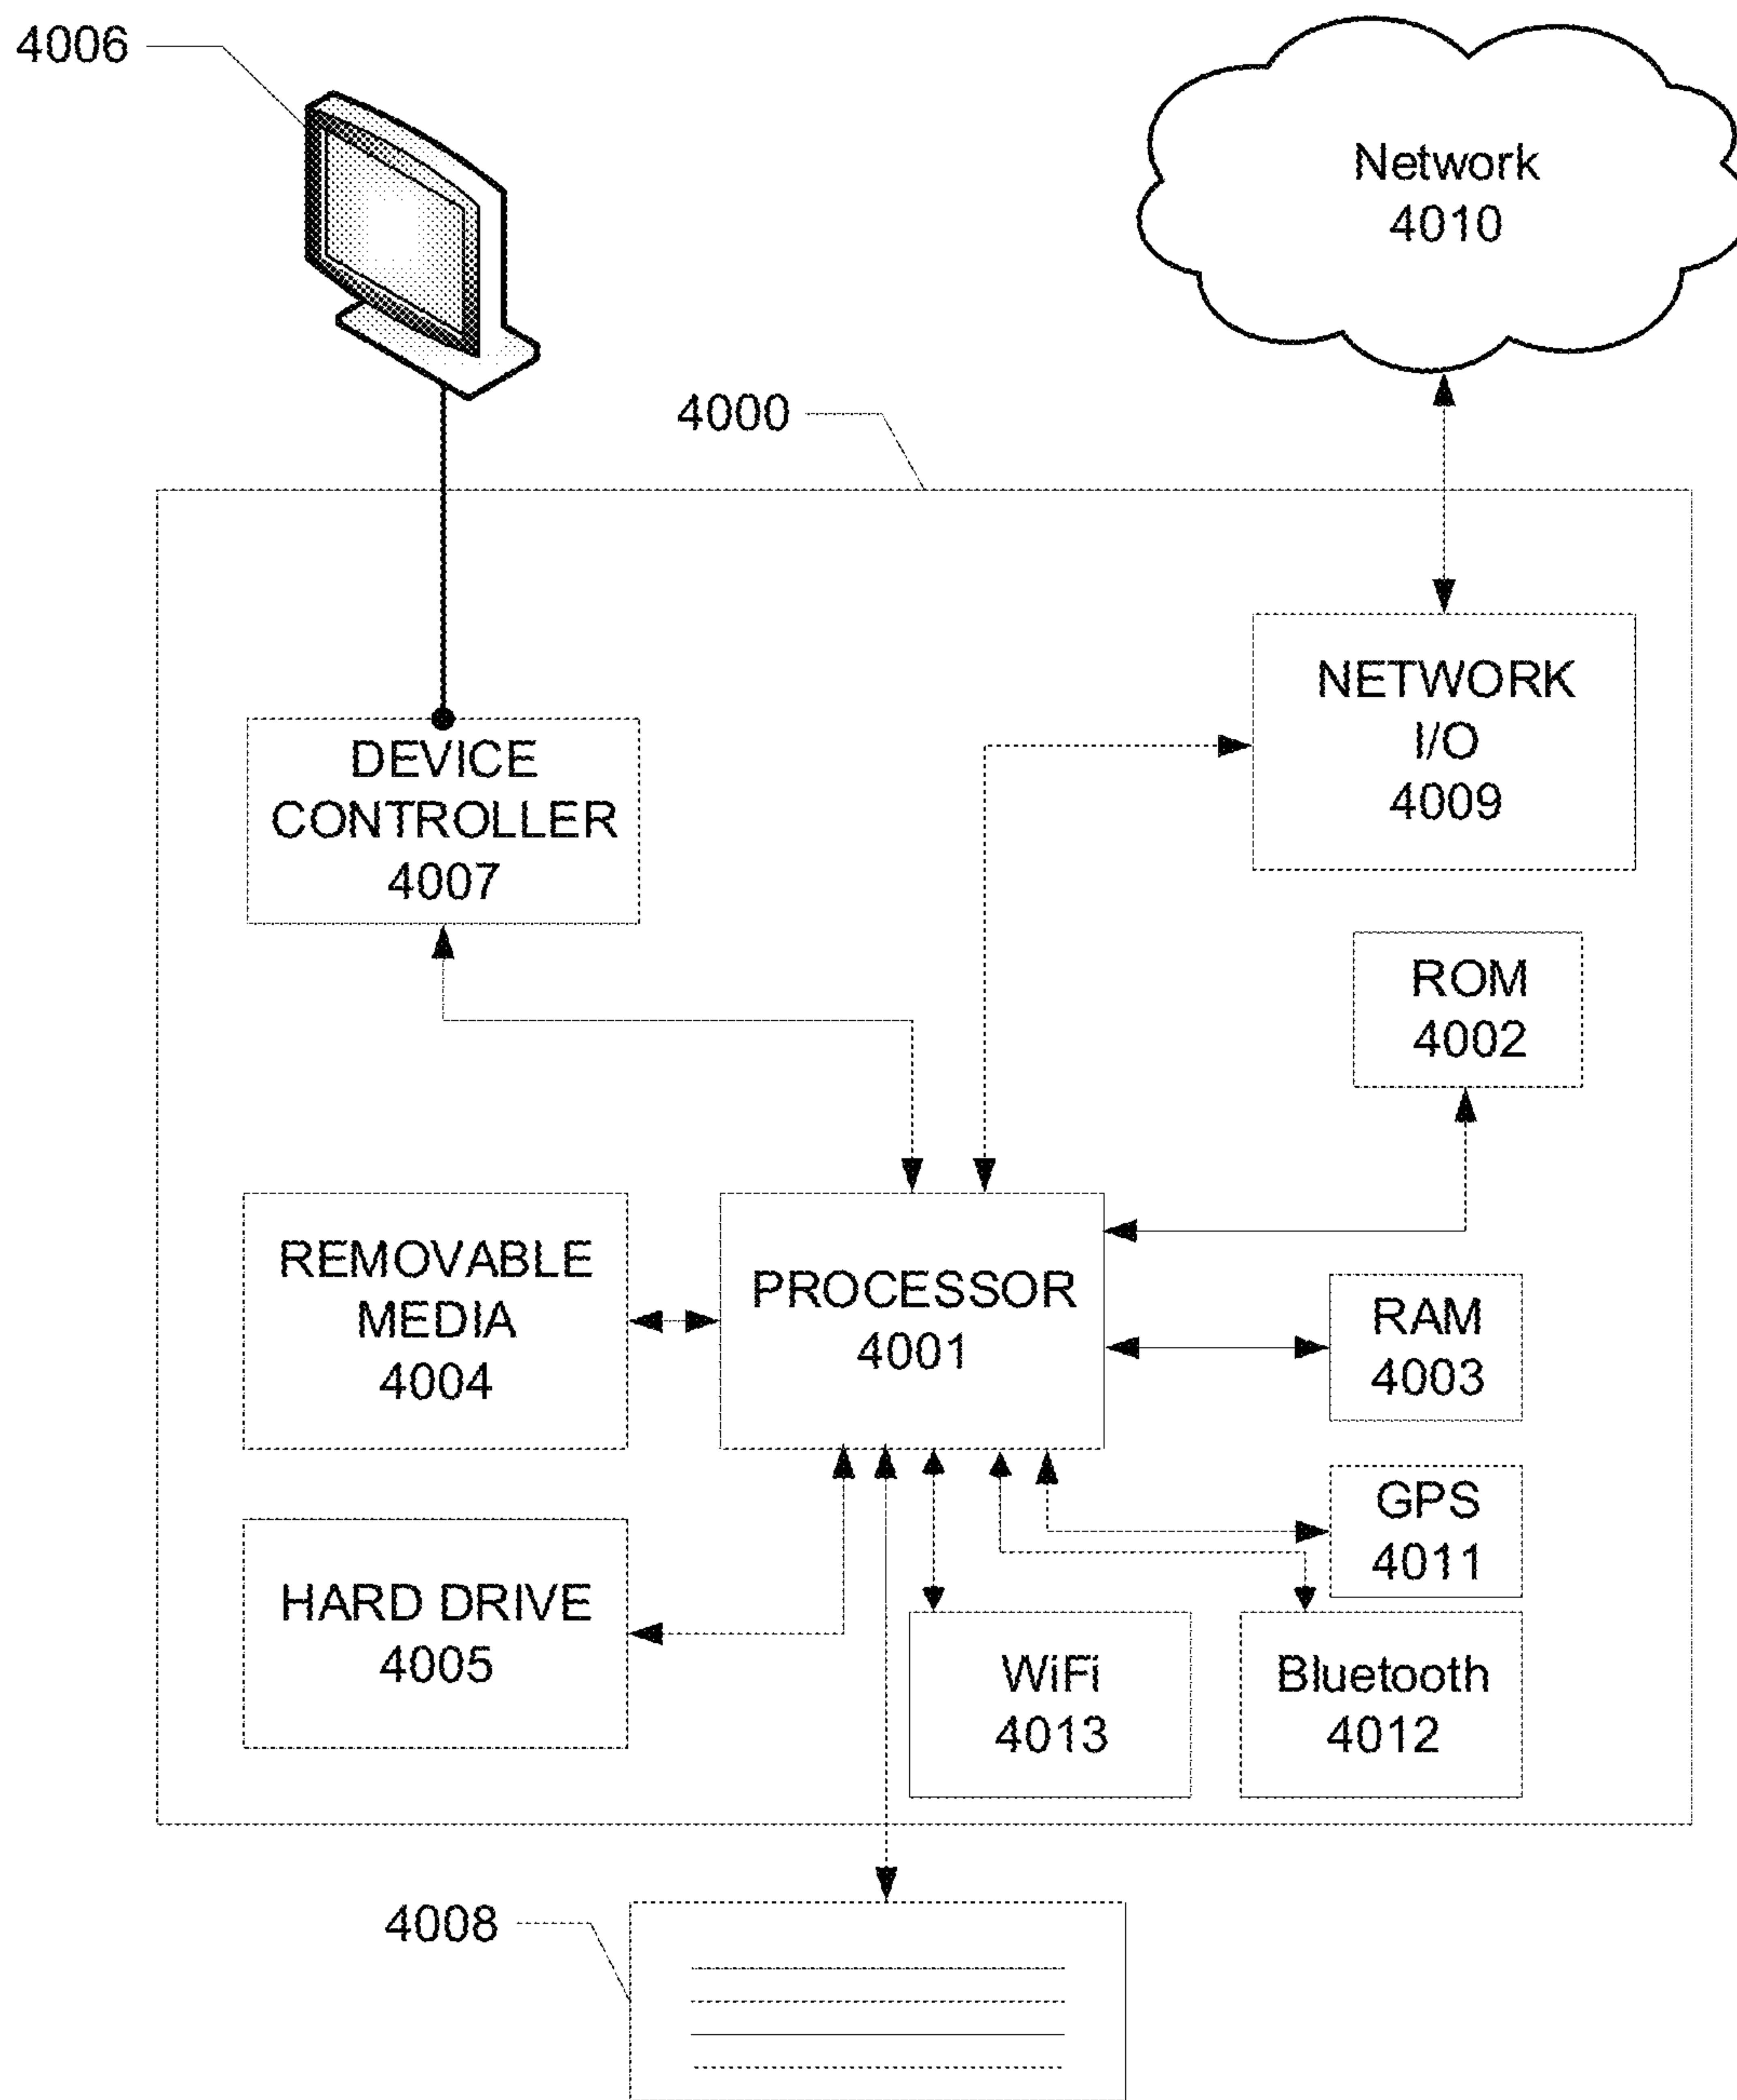 4006
Network
4010
4000
NETWORK
I/O
4009
DEVICE
CONTROLLER
4007
ROM
4002
REMOVABLE
MEDIA
4004
PROCESSOR
4001
RAM
4003
GPS
4011
HARD DRIVE
4005
WiFi
4013
Bluetooth
4012
4008